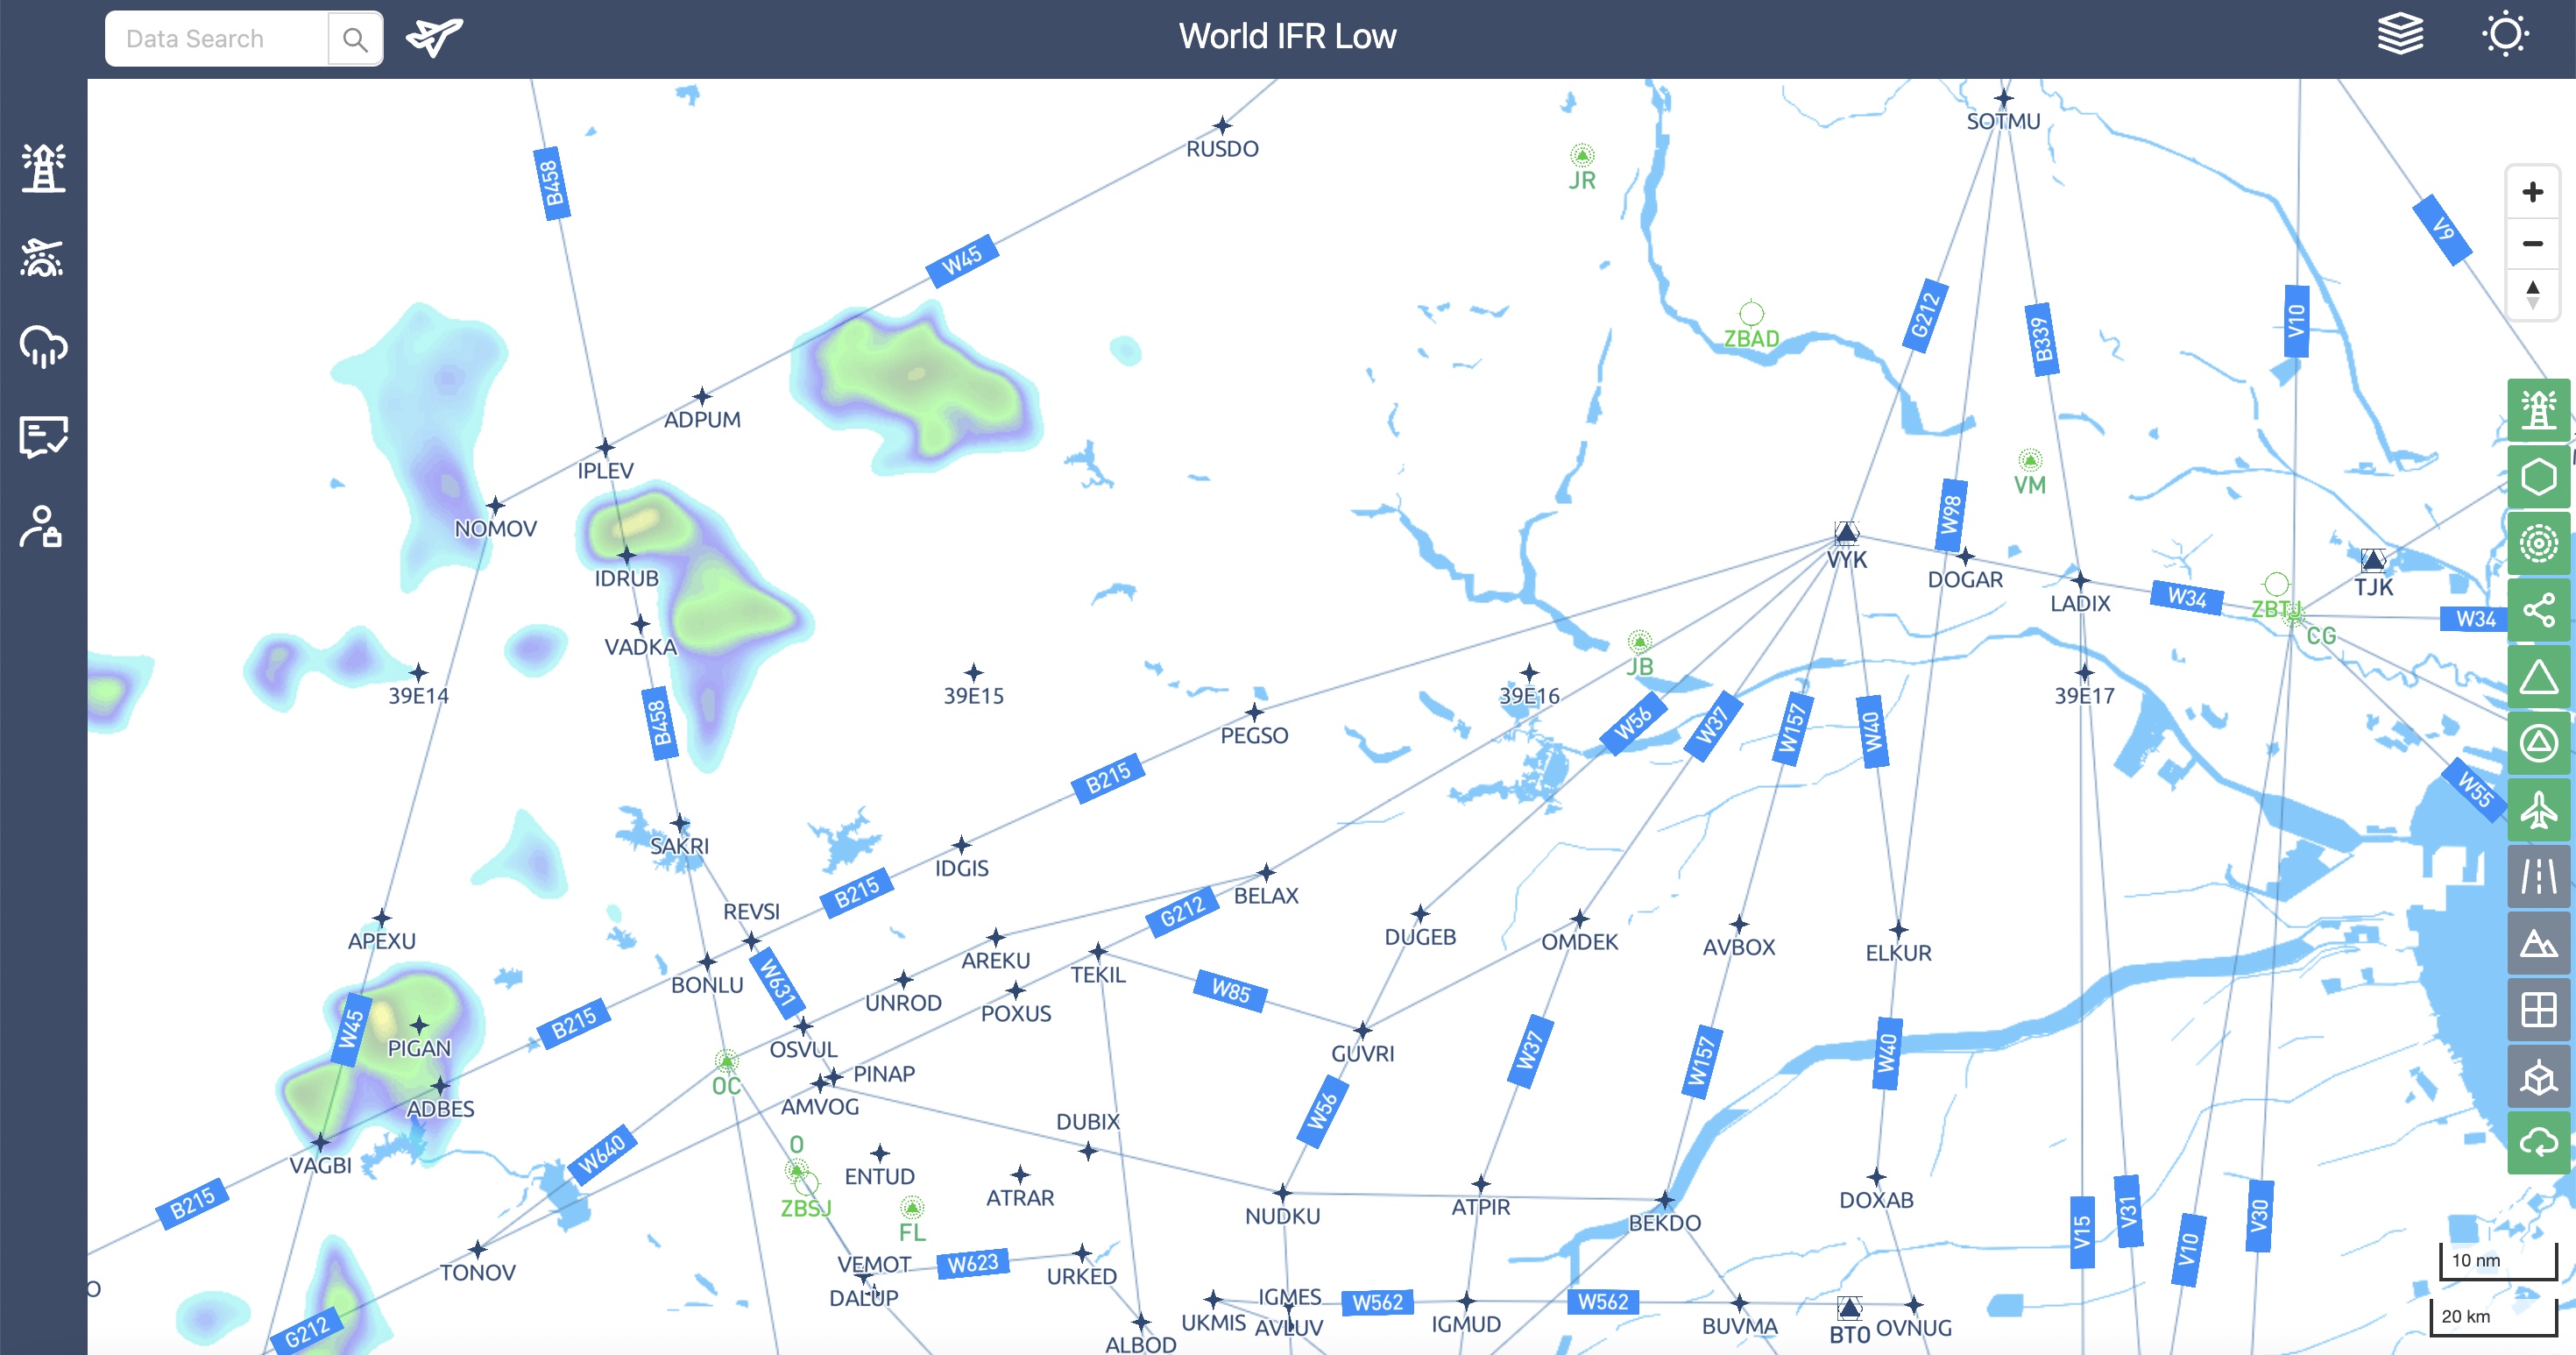 Data Search
World IFR Low
SOTMU
RUSDO
JR
B458
V9
W45
G212
V10
ZBAD
B339
ADPUM
IPLEV
VM
NOMOV
W98
VYK
DOGAR
TJK
IDRUB
LADIX
W34
ZBTJ
W34
CG
VADKA
JB
39E14
39E15
39E16
39E17
B458
PEGSO
W56
W37
W157
W40
B215
W55
SAKRI
IDGIS
B215
BELAX
REVSI
G212
APEXU
DUGEB
OMDEK
AVBOX
ELKUR
AREKU
TEKIL
BONLU
W631
W85
UNROD
POXUS
W45
B215
PIGAN
OSVUL
GUVRI
W37
W157
W40
OC
PINAP
AMVOG
ADBES
W56
DUBIX
O
W640
VAGBI
ENTUD
ATRAR
B215
ZBSJ
FL
NUDKU
ATPIR
BEKDO
DOXAB
V15
V31
V10
V30
TONOV
VEMOT
W623
URKED
10 nm
O
DALUP
UKMIS
IGMES
AVLUV
W562
IGMUD
W562
BUVMA
BTO
OVNUG
20 km
G212
ALBOD